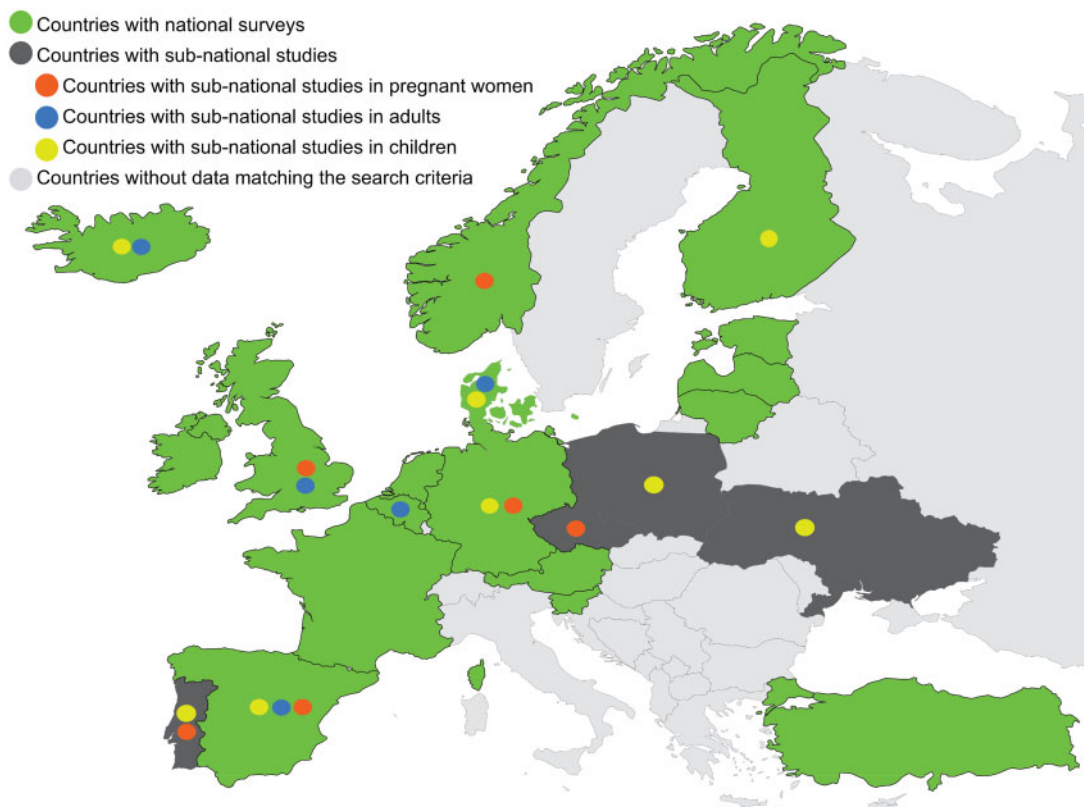 Countries with national surveys
Countries with sub-national studies
Countries with sub-national studies in pregnant women
Countries with sub-national studies in adults
Countries with sub-national studies in children
Countries without data matching the search criteria